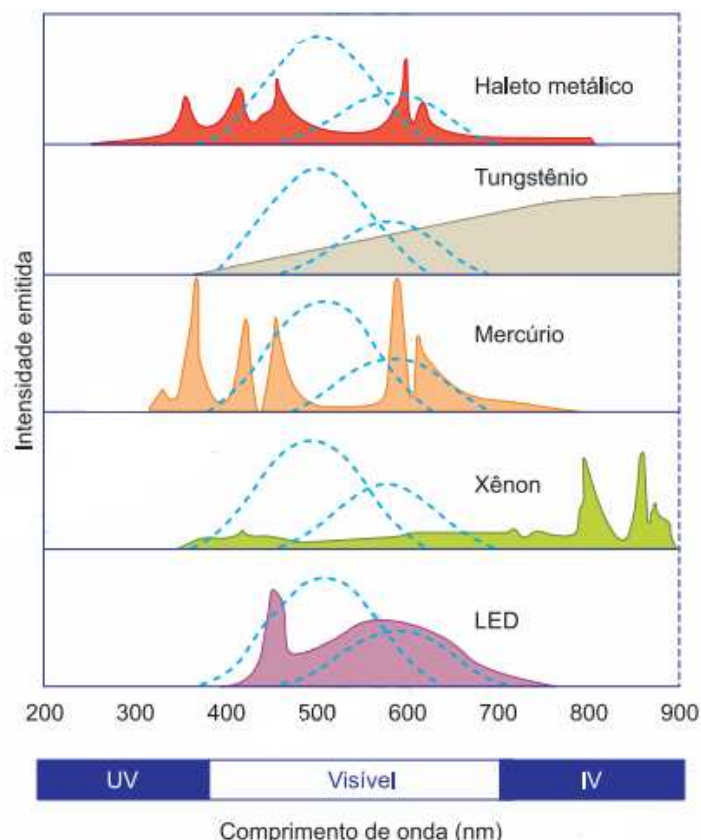 Haleto metálico
Tungstênio
Mercúrio
Xênon
LED
Intensidade emitida
200 300 400 500 600 700 800 900
UV Visível IV
Comprimento de onda (nm)